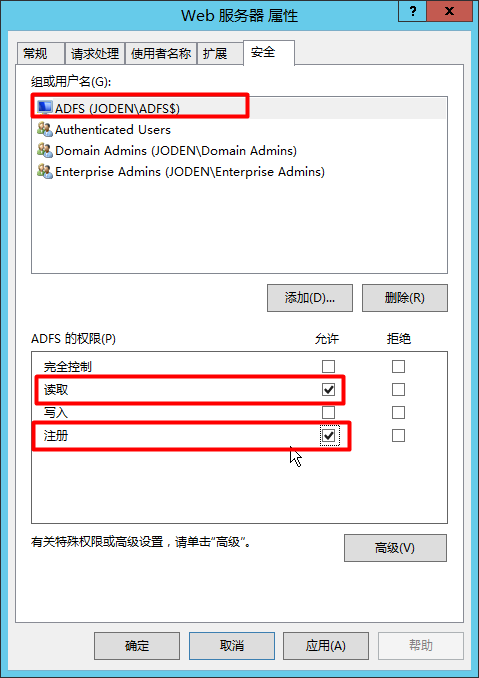 Web 服务器 属性
?
x
常规
请求处理
使用者名称
扩展
安全
组或用户名(G):
ADFS (JODEN\ADFS$)
Authenticated Users
Domain Admins (JODEN\Domain Admins)
Enterprise Admins (JODEN\Enterprise Admins)
添加(D)...
删除(R)
ADFS 的权限(P) 允许 拒绝
完全控制
读取
写入
注册
有关特殊权限或高级设置，请单击"高级"。
高级(V)
确定
取消
应用(A)
帮助